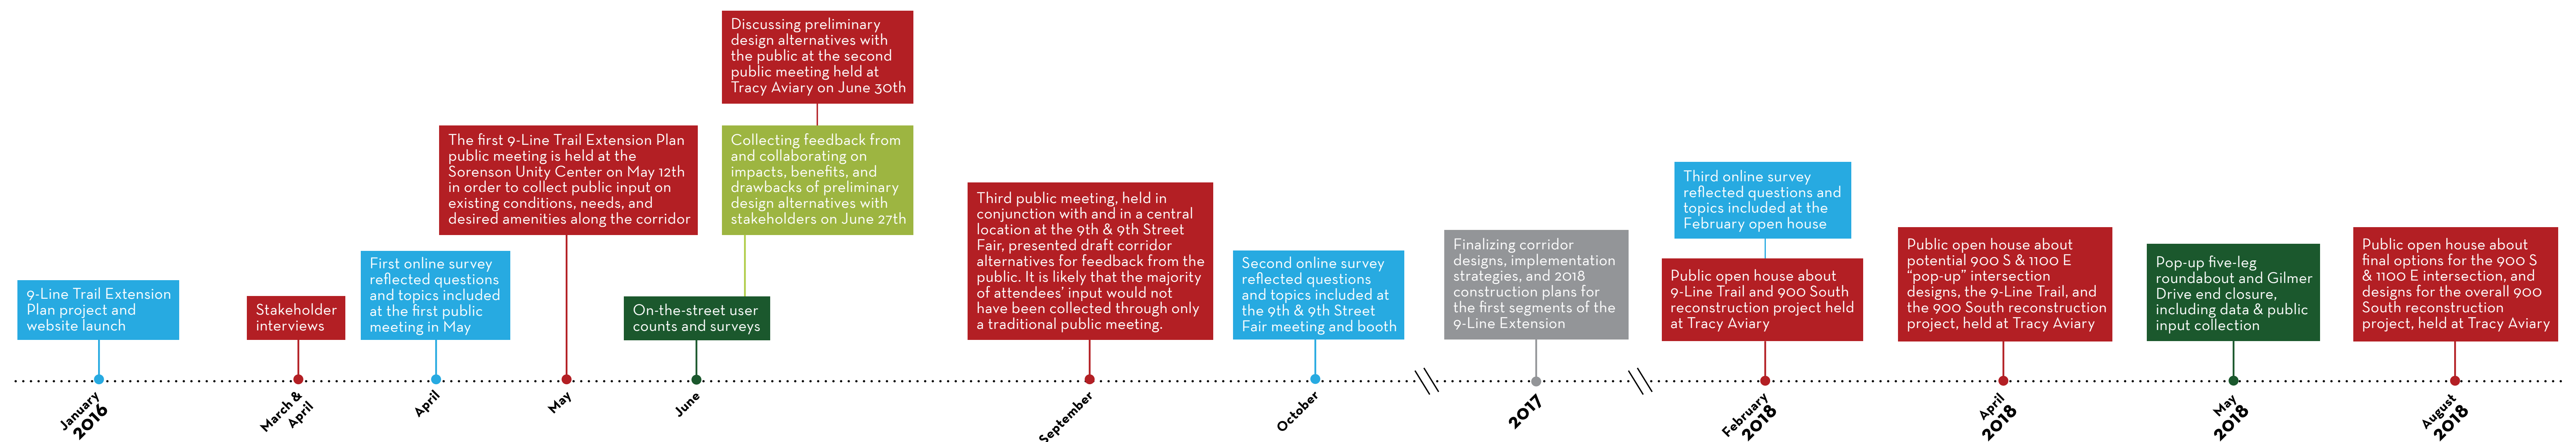 9-Line Trail Extension
Plan project and
website launch
January
2016
Stakeholder
interviews
March &
April
First online survey
reflected questions
and topics included
at the first public
meeting in May
April
The first 9-Line Trail Extension Plan
public meeting is held at the
Sorenson Unity Center on May 12th
in order to collect public input on
existing conditions, needs, and
desired amenities along the corridor
May
Discussing preliminary
design alternatives with
the public at the second
public meeting held at
Tracy Aviary on June 30th
Collecting feedback from
and collaborating on
impacts, benefits, and
drawbacks of preliminary
design alternatives with
stakeholders on June 27th
On-the-street user
counts and surveys
June
Third public meeting, held in
conjunction with and in a central
location at the 9th & 9th Street
Fair, presented draft corridor
alternatives for feedback from the
public. It is likely that the majority
of attendees' input would not
have been collected through only
a traditional public meeting.
September
Second online survey
reflected questions
and topics included at
the 9th & 9th Street
Fair meeting and booth
October
Finalizing corridor
designs, implementation
strategies, and 2018
construction plans for
the first segments of the
9-Line Extension
2017
Third online survey
reflected questions and
topics included at the
February open house
Public open house about
9-Line Trail and 900 South
reconstruction project held
at Tracy Aviary
February
2018
Public open house about
potential 900 S & 1100 E
"pop-up" intersection
designs, the 9-Line Trail, and
the 900 South reconstruction
project, held at Tracy Aviary
April
2018
Pop-up five-leg
roundabout and Gilmer
Drive end closure,
including data & public
input collection
May
2018
Public open house about
final options for the 900 S
& 1100 E intersection, and
designs for the overall 900
South reconstruction
project, held at Tracy Aviary
August
2018